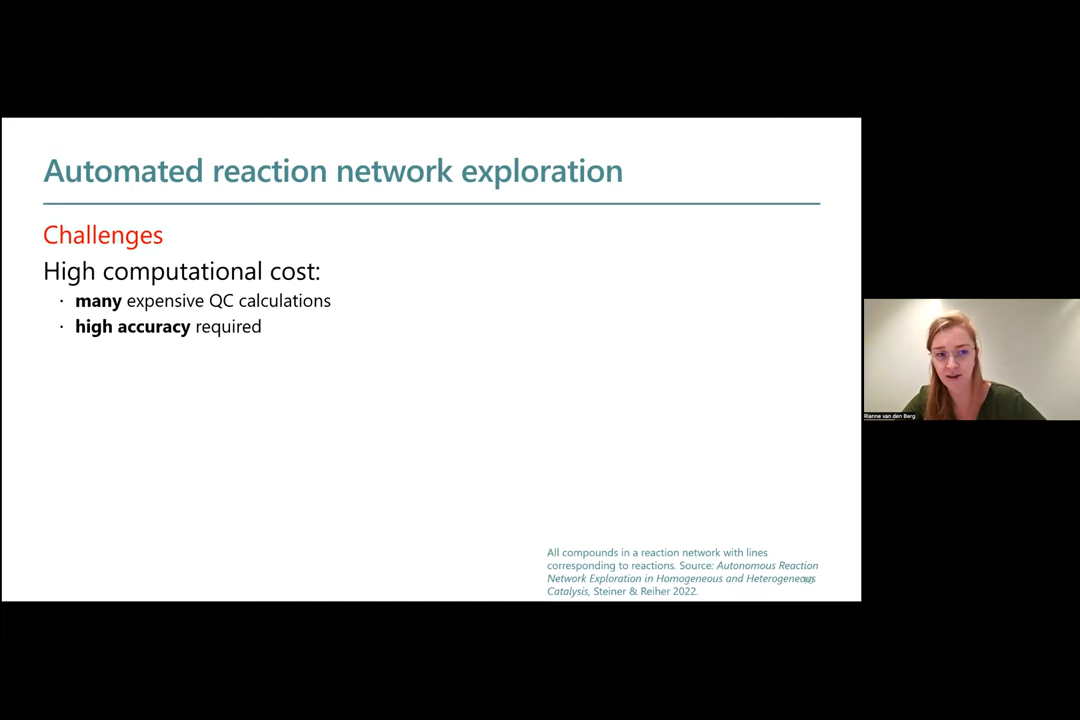 Automated reaction network exploration
Challenges
High computational cost:
· many expensive QC calculations
· high accuracy required
All compounds in a reaction network with lines
corresponding to reactions. Source: Autonomous Reaction
Network Exploration in Homogeneous and Heterogeneous
Catalysis, Steiner & Reiher 2022.
Rianne van den Berg